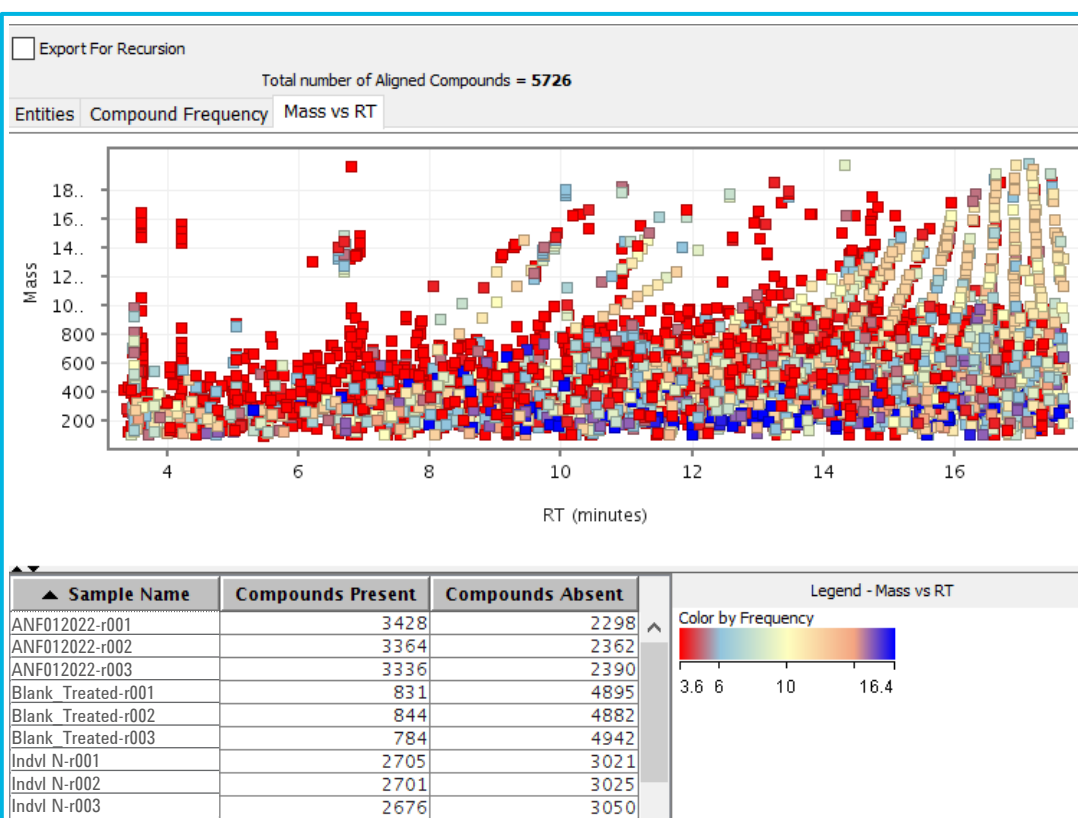 Export For Recursion
Total number of Aligned Compounds = 5726
Entities Compound Frequency Mass vs RT
Mass
18..
16..
14..
12..
10..
800
600
400
200
4 6 8 10 12 14 16
RT (minutes)
▲ Sample Name Compounds Present Compounds Absent
ANF012022-r001 3428 2298
ANF012022-r002 3364 2362
ANF012022-r003 3336 2390
Blank_Treated-r001 831 4895
Blank_Treated-r002 844 4882
Blank_Treated-r003 784 4942
Indvl N-r001 2705 3021
Indvl N-r002 2701 3025
Indvl N-r003 2676 3050
Legend - Mass vs RT
Color by Frequency
3.6 6 10 16.4